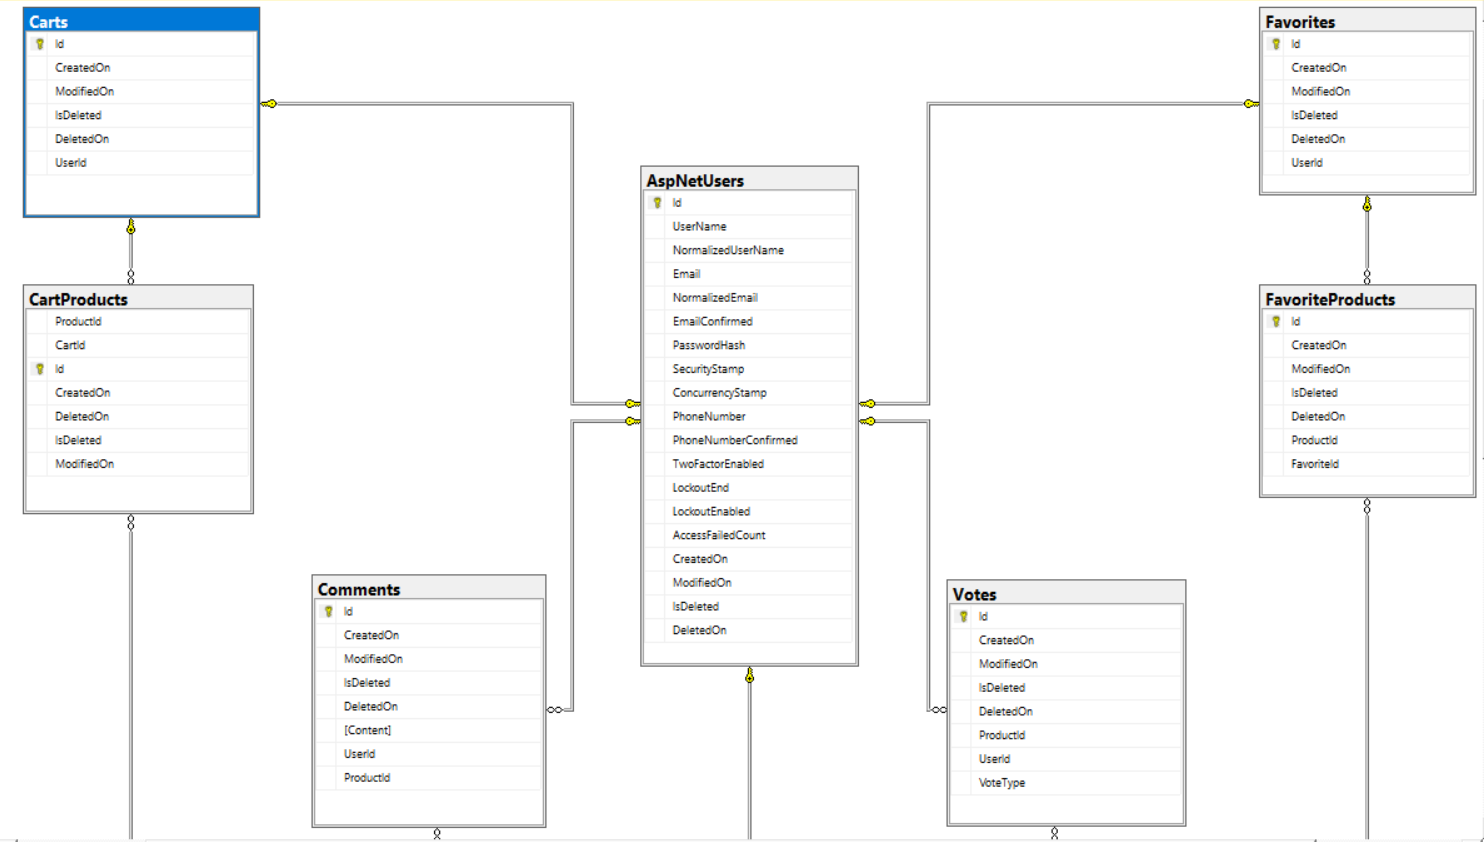 Carts
Id
CreatedOn
ModifiedOn
IsDeleted
DeletedOn
UserId
CartProducts
ProductId
CartId
Id
CreatedOn
DeletedOn
IsDeleted
ModifiedOn
Comments
Id
CreatedOn
ModifiedOn
IsDeleted
DeletedOn
[Content]
UserId
ProductId
AspNetUsers
Id
UserName
NormalizedUserName
Email
NormalizedEmail
EmailConfirmed
PasswordHash
SecurityStamp
ConcurrencyStamp
PhoneNumber
PhoneNumberConfirmed
TwoFactorEnabled
LockoutEnd
LockoutEnabled
AccessFailedCount
CreatedOn
ModifiedOn
IsDeleted
DeletedOn
Votes
Id
CreatedOn
ModifiedOn
IsDeleted
DeletedOn
ProductId
UserId
VoteType
Favorites
Id
CreatedOn
ModifiedOn
IsDeleted
DeletedOn
UserId
FavoriteProducts
Id
CreatedOn
ModifiedOn
IsDeleted
DeletedOn
ProductId
FavoriteId